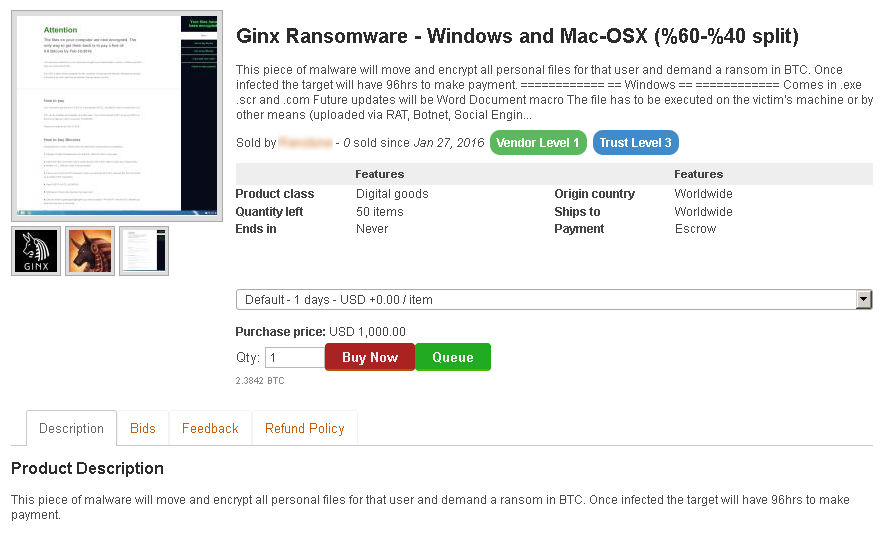 Attention
The files on your computer are now encrypted. The
only way to get them back is to pay a fee of
Your files have
been encrypted
How to pay
How to buy Bitcoins
GINX
Ginx Ransomware - Windows and Mac-OSX (%60-%40 split)
This piece of malware will move and encrypt all personal files for that user and demand a ransom in BTC. Once
infected the target will have 96hrs to make payment. ============ == Windows == ============ Comes in .exe
.scr and .com Future updates will be Word Document macro The file has to be executed on the victim's machine or by
other means (uploaded via RAT, Botnet, Social Engin...
Sold by - 0 sold since Jan 27, 2016 Vendor Level 1 Trust Level 3
Features Features
Product class Digital goods Origin country Worldwide
Quantity left 50 items Ships to Worldwide
Ends in Never Payment Escrow
Default - 1 days - USD +0.00 / item
Purchase price: USD 1,000.00
Qty: 1 Buy Now Queue
2.3842 BTC
Description Bids Feedback Refund Policy
Product Description
This piece of malware will move and encrypt all personal files for that user and demand a ransom in BTC. Once infected the target will have 96hrs to make
payment.